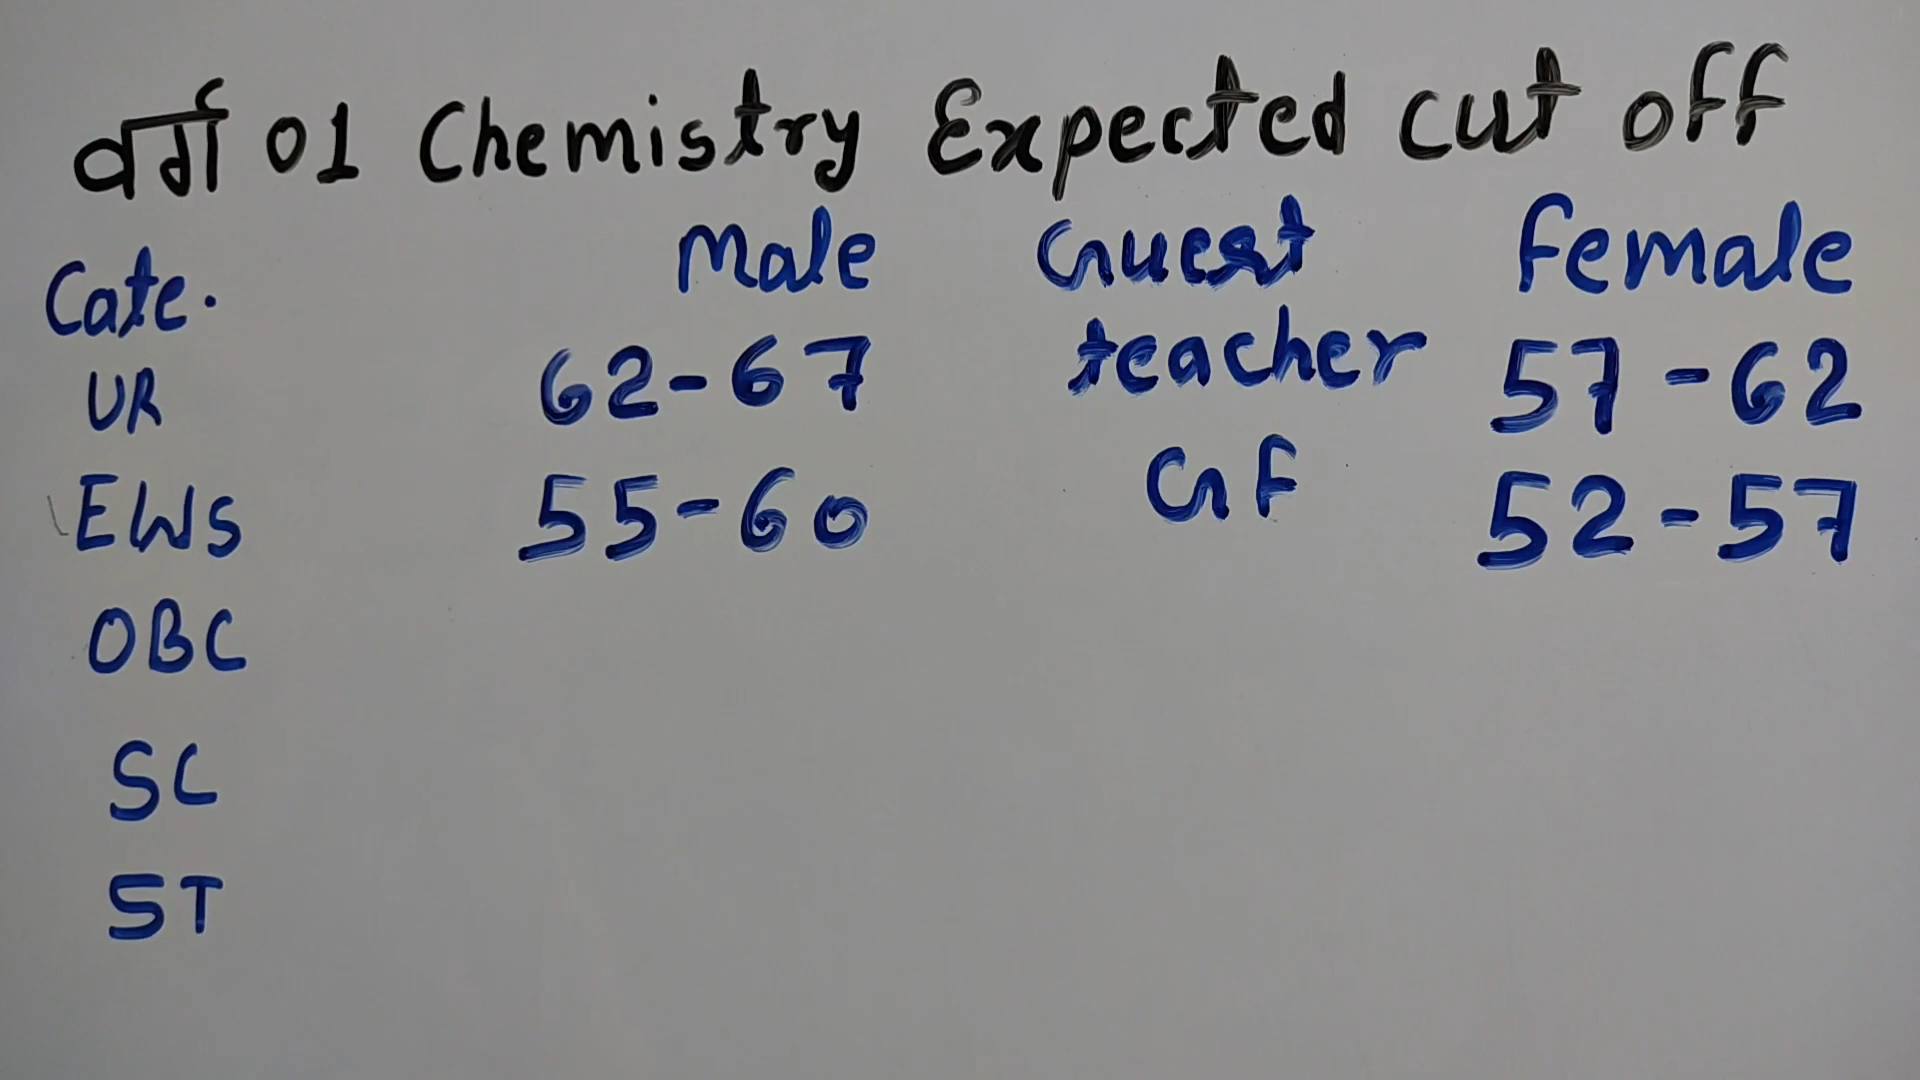 वर्ग 01 Chemistry Expected cut off
Cate. Male Guest Female
teacher
UR 62-67 57-62
GF
EWS 55-60 52-57
OBC
SC
ST